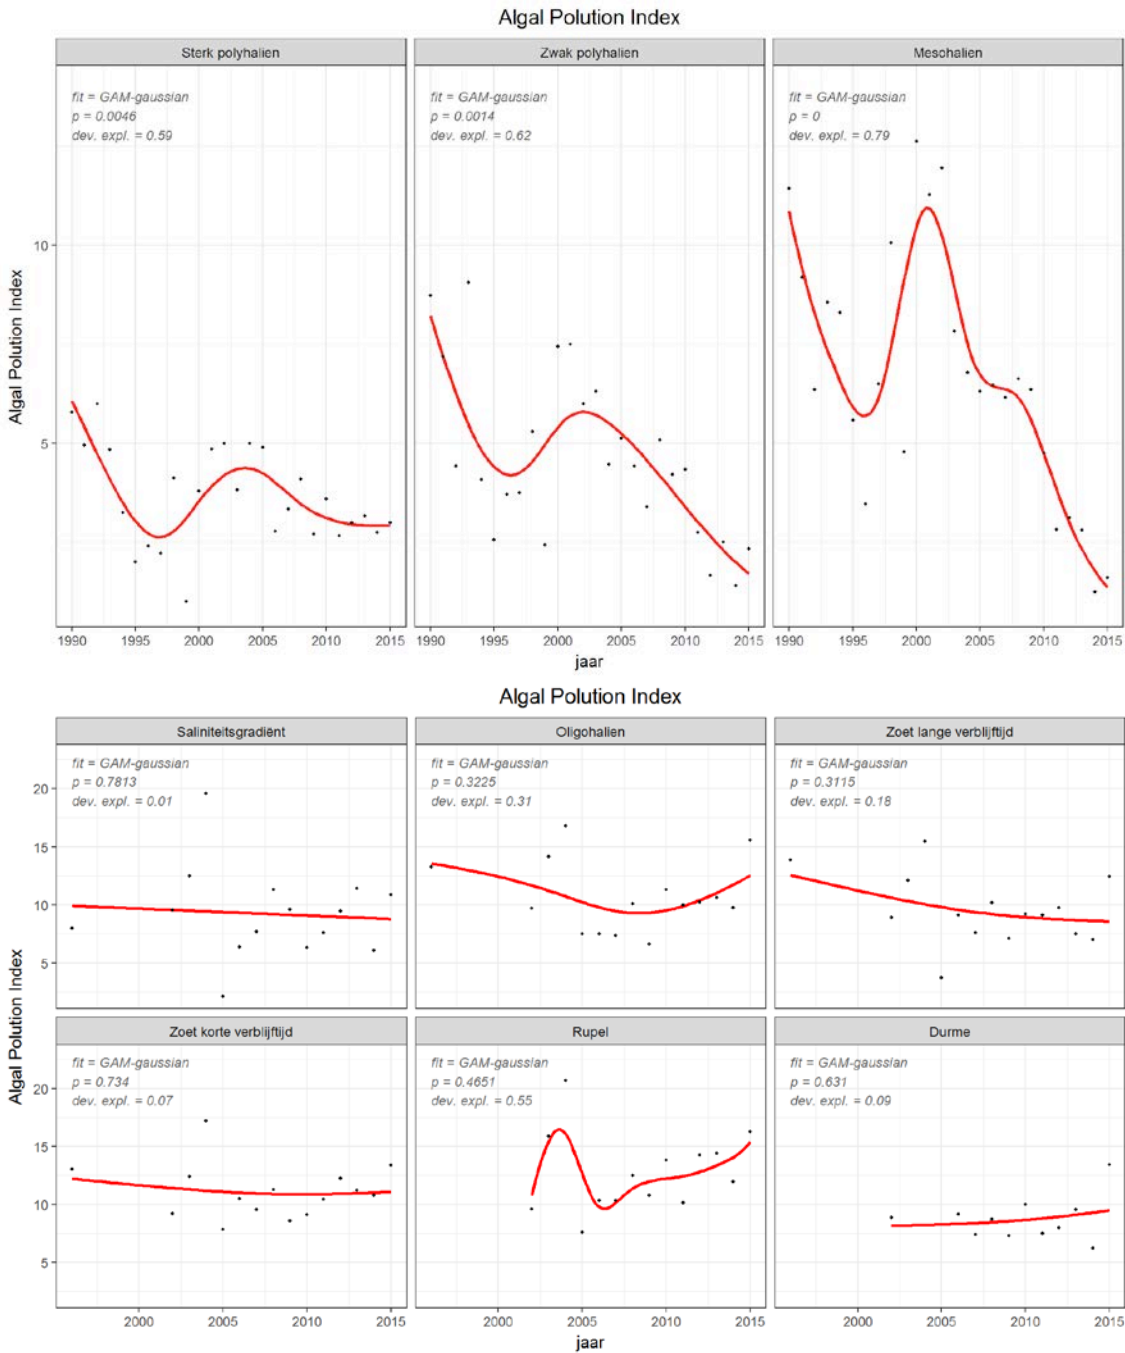 Algal Polution Index
Sterk polyhalien
Zwak polyhalien
Mesohalien
fit = GAM-gaussian
p = 0.0046
dev. expl. = 0.59
fit = GAM-gaussian
p = 0.0014
dev. expl. = 0.62
fit = GAM-gaussian
p = 0
dev. expl. = 0.79
Algal Polution Index
10
5
1990 1995 2000 2005 2010 2015
1990 1995 2000 2005 2010 2015
1990 1995 2000 2005 2010 2015
jaar
Algal Polution Index
Saliniteitsgradiënt
Oligohalien
Zoet lange verblijftijd
fit = GAM-gaussian
p = 0.7813
dev. expl. = 0.01
fit = GAM-gaussian
p = 0.3225
dev. expl. = 0.31
fit = GAM-gaussian
p = 0.3115
dev. expl. = 0.18
20
15
10
5
Algal Polution Index
Zoet korte verblijftijd
Rupel
Durme
fit = GAM-gaussian
p = 0.734
dev. expl. = 0.07
fit = GAM-gaussian
p = 0.4651
dev. expl. = 0.55
fit = GAM-gaussian
p = 0.631
dev. expl. = 0.09
20
15
10
5
2000 2005 2010 2015
2000 2005 2010 2015
2000 2005 2010 2015
jaar